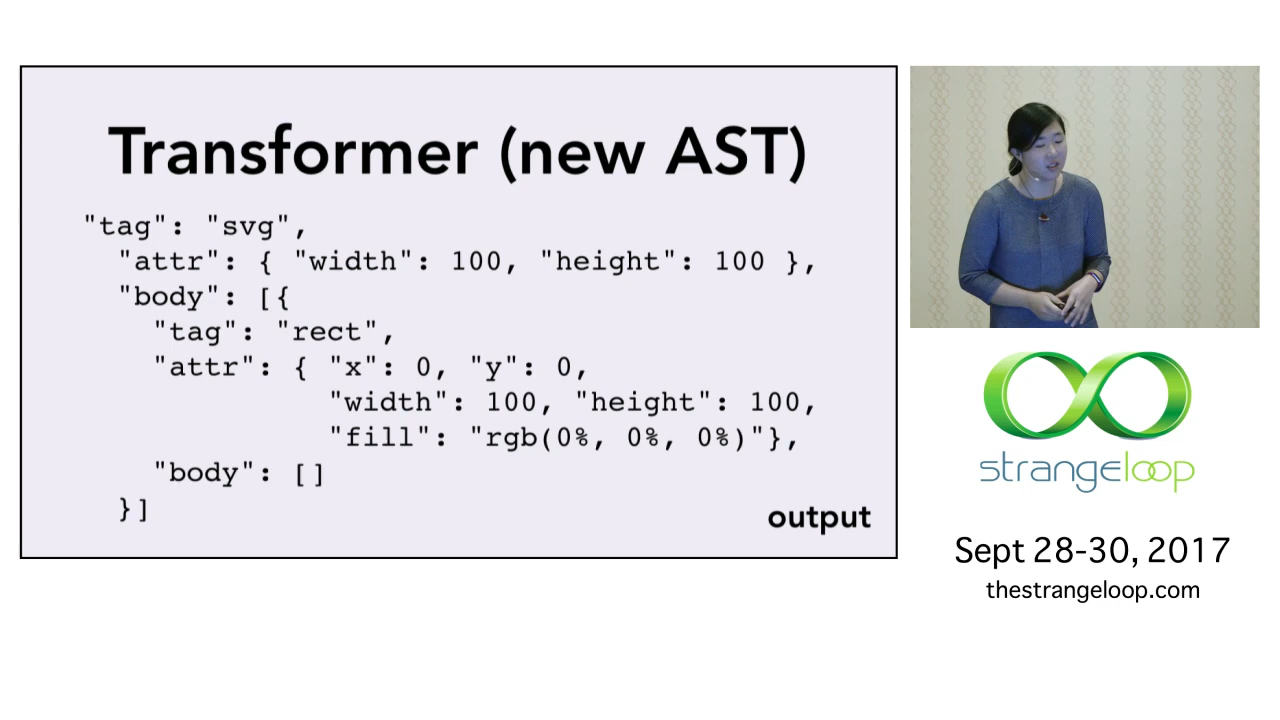 Transformer (new AST)
"tag": "svg",
"attr": { "width": 100, "height": 100 },
"body": [{
"tag": "rect",
"attr": { "x": 0, "y": 0,
"width": 100, "height": 100,
"fill": "rgb(0%, 0%, 0%)"},
"body": []
}]
output
strangeloop
Sept 28-30, 2017
thestrangeloop.com